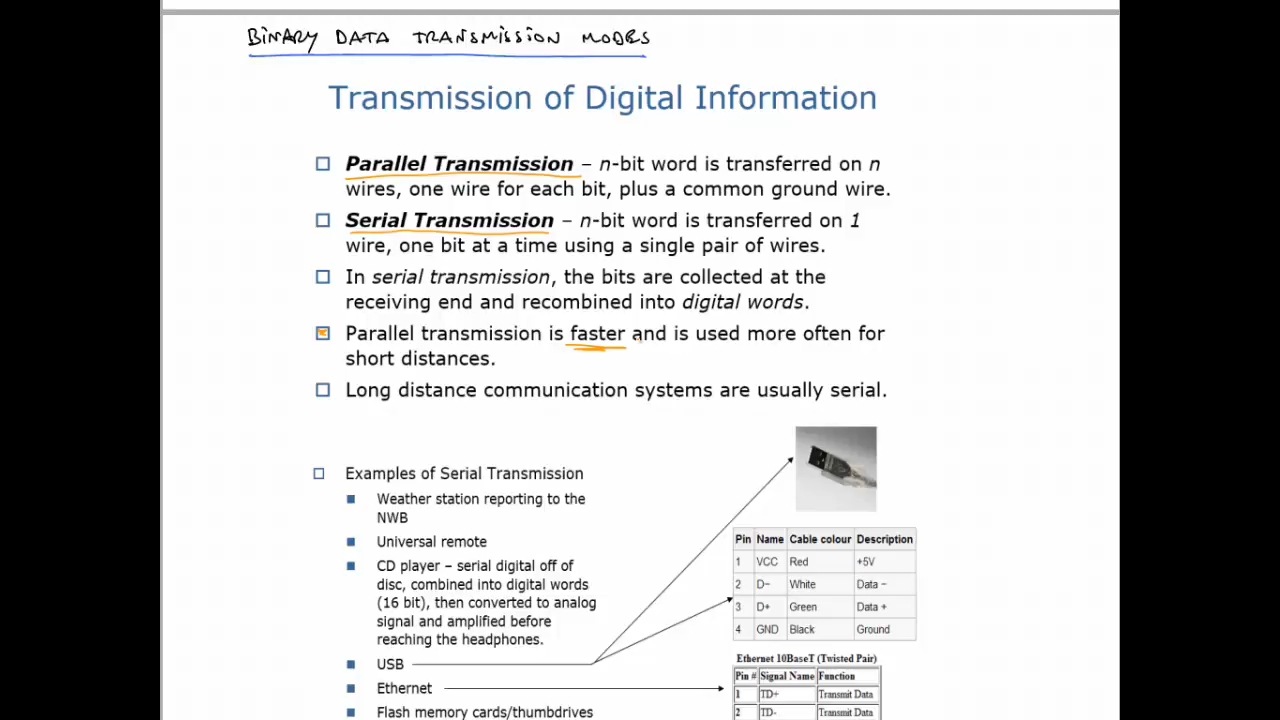 BINARY DATA TRANSMISSION MODES
Transmission of Digital Information
Parallel Transmission – n-bit word is transferred on n
wires, one wire for each bit, plus a common ground wire.
Serial Transmission – n-bit word is transferred on 1
wire, one bit at a time using a single pair of wires.
In serial transmission, the bits are collected at the
receiving end and recombined into digital words.
Parallel transmission is faster and is used more often for
short distances.
Long distance communication systems are usually serial.
Examples of Serial Transmission
Weather station reporting to the
NWB
Universal remote
CD player – serial digital off of
disc, combined into digital words
(16 bit), then converted to analog
signal and amplified before
reaching the headphones.
USB
Ethernet
Flash memory cards/thumbdrives
Pin Name Cable colour Description
1 VCC Red +5V
2 D− White Data −
3 D+ Green Data +
4 GND Black Ground
Ethernet 10BaseT (Twisted Pair)
Pin # Signal Name Function
1 TD+ Transmit Data
2 TD- Transmit Data